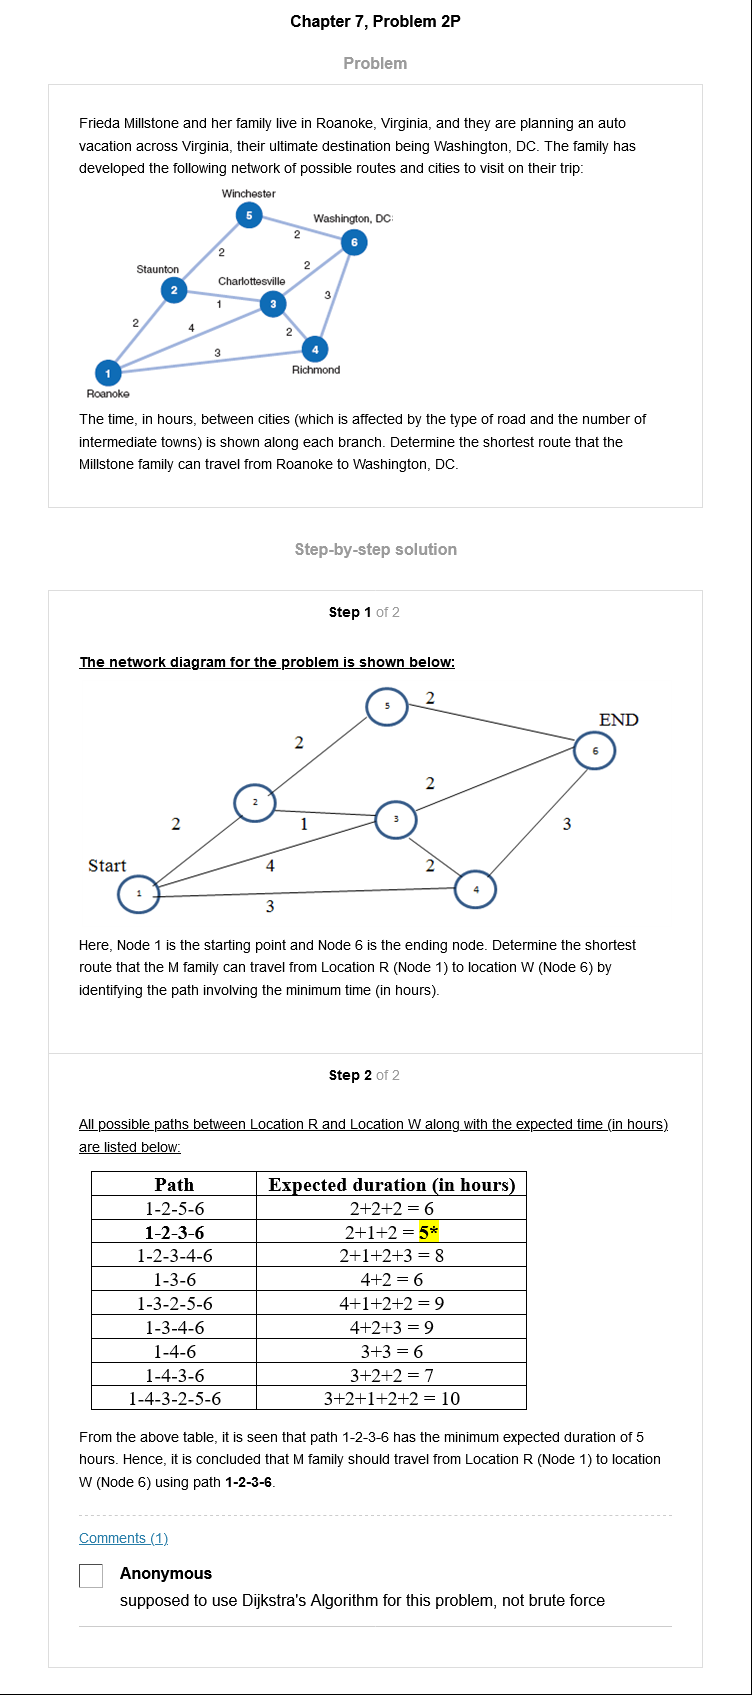 Chapter 7, Problem 2P
Problem
Frieda Millstone and her family live in Roanoke, Virginia, and they are planning an auto
vacation across Virginia, their ultimate destination being Washington, DC. The family has
developed the following network of possible routes and cities to visit on their trip:
Winchester
5
Washington, DC
2
6
2
Staunton
2
Charlottesville
2
1
3
3
2
4
2
3
4
1
Richmond
Roanoke
The time, in hours, between cities (which is affected by the type of road and the number of
intermediate towns) is shown along each branch. Determine the shortest route that the
Millstone family can travel from Roanoke to Washington, DC.
Step-by-step solution
Step 1 of 2
The network diagram for the problem is shown below:
2
5
END
2
6
2
2
3
2
1
3
Start
4
2
1
4
3
Here, Node 1 is the starting point and Node 6 is the ending node. Determine the shortest
route that the M family can travel from Location R (Node 1) to location W (Node 6) by
identifying the path involving the minimum time (in hours).
Step 2 of 2
All possible paths between Location R and Location W along with the expected time (in hours)
are listed below:
Path Expected duration (in hours)
1-2-5-6 2+2+2 = 6
1-2-3-6 2+1+2 = 5*
1-2-3-4-6 2+1+2+3 = 8
1-3-6 4+2 = 6
1-3-2-5-6 4+1+2+2 = 9
1-3-4-6 4+2+3 = 9
1-4-6 3+3 = 6
1-4-3-6 3+2+2 = 7
1-4-3-2-5-6 3+2+1+2+2 = 10
From the above table, it is seen that path 1-2-3-6 has the minimum expected duration of 5
hours. Hence, it is concluded that M family should travel from Location R (Node 1) to location
W (Node 6) using path 1-2-3-6.
Comments (1)
Anonymous
supposed to use Dijkstra's Algorithm for this problem, not brute force